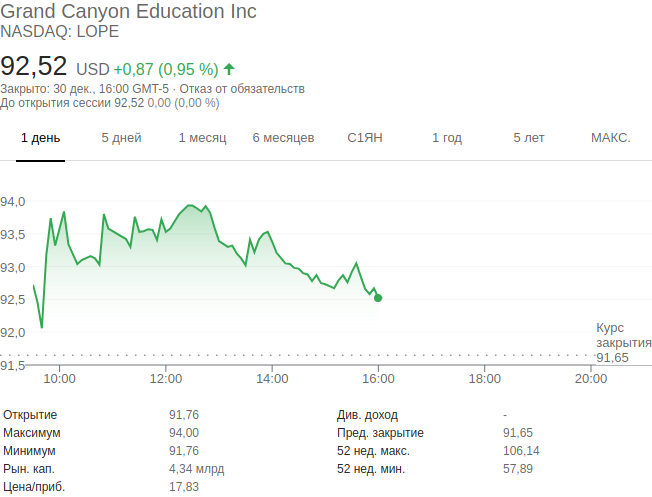 Grand Canyon Education Inc
NASDAQ: LOPE
92,52 USD +0,87 (0,95 %)
Закрыто: 30 дек., 16:00 GMT-5 · Отказ от обязательств
До открытия сессии 92,52 0,00 (0,00 %)
1 день 5 дней 1 месяц 6 месяцев С1ЯН 1 год 5 лет МАКС.
94,0
93,5
93,0
92,5
92,0
91,5
Курс
закрытия
91,65
10:00 12:00 14:00 16:00 18:00 20:00
Открытие 91,76 Див. доход -
Максимум 94,00 Пред. закрытие 91,65
Минимум 91,76 52 нед. макс. 106,14
Рын. кап. 4,34 млрд 52 нед. мин. 57,89
Цена/приб. 17,83